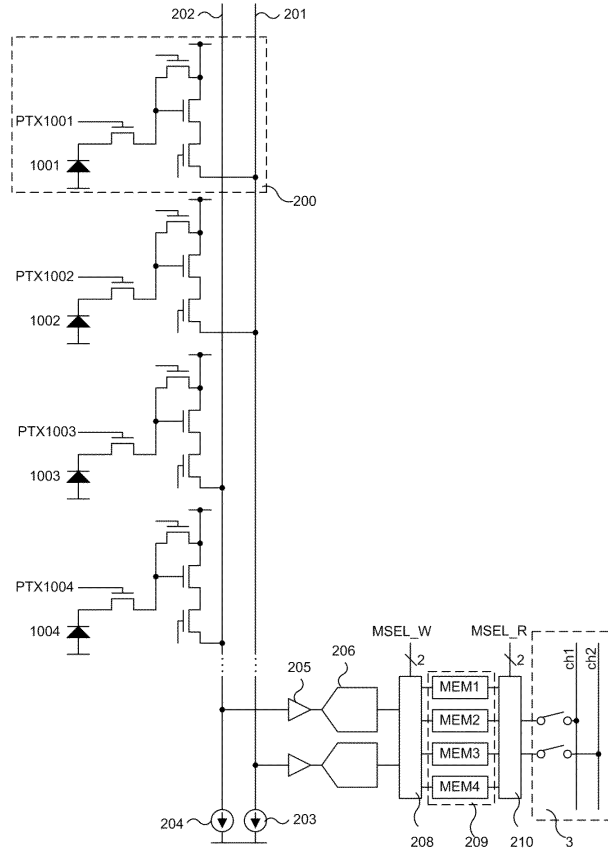 202 201
PTX1001
1001
200
PTX1002
1002
PTX1003
1003
PTX1004
1004
205 206
MSEL_W MSEL_R
2 2
ch1 ch2
MEM1
MEM2
MEM3
MEM4
204 203
208 209 210 3